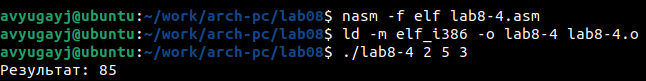 avyugayj@ubuntu:~/work/arch-pc/lab08$ nasm -f elf lab8-4.asm
avyugayj@ubuntu:~/work/arch-pc/lab08$ ld -m elf_i386 -o lab8-4 lab8-4.o
avyugayj@ubuntu:~/work/arch-pc/lab08$ ./lab8-4 2 5 3
Результат: 85